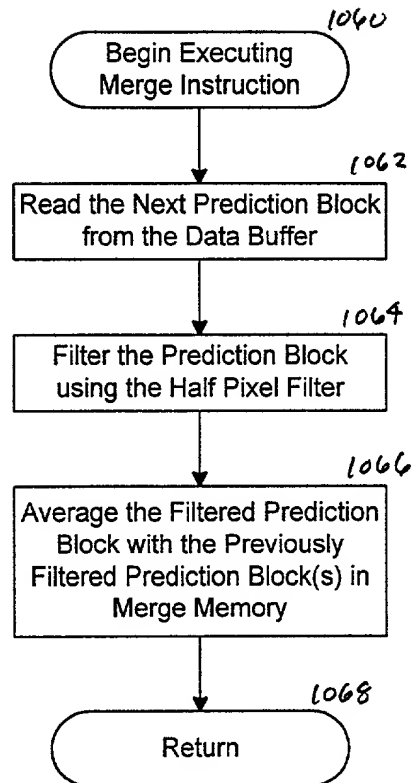 1060
Begin Executing
Merge Instruction
1062
Read the Next Prediction Block
from the Data Buffer
1064
Filter the Prediction Block
using the Half Pixel Filter
1066
Average the Filtered Prediction
Block with the Previously
Filtered Prediction Block(s) in
Merge Memory
1068
Return